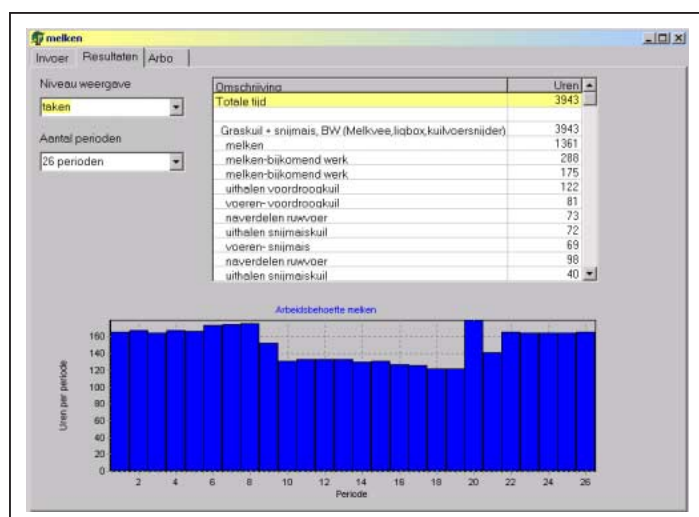 melken
Invoer Resultaten Arbo
Niveau weergave
taken
Aantal perioden
26 perioden
Omschrijving Uren
Totale tijd 3943
Graskuil + snijmais, BW (Melkvee,ligbox,kuilvoersnijder) 3943
melken 1361
melken-bijkomend werk 288
melken-bijkomend werk 175
uithalen voordroogkuil 122
voeren- voordroogkuil 81
naverdelen ruwvoer 73
uithalen snijmaiskuil 72
voeren- snijmais 69
naverdelen ruwvoer 98
uithalen snijmaiskuil 40
Arbeidsbehoefte melken
Uren per periode
160
140
120
100
80
60
40
20
0
2 4 6 8 10 12 14 16 18 20 22 24 26
Periode